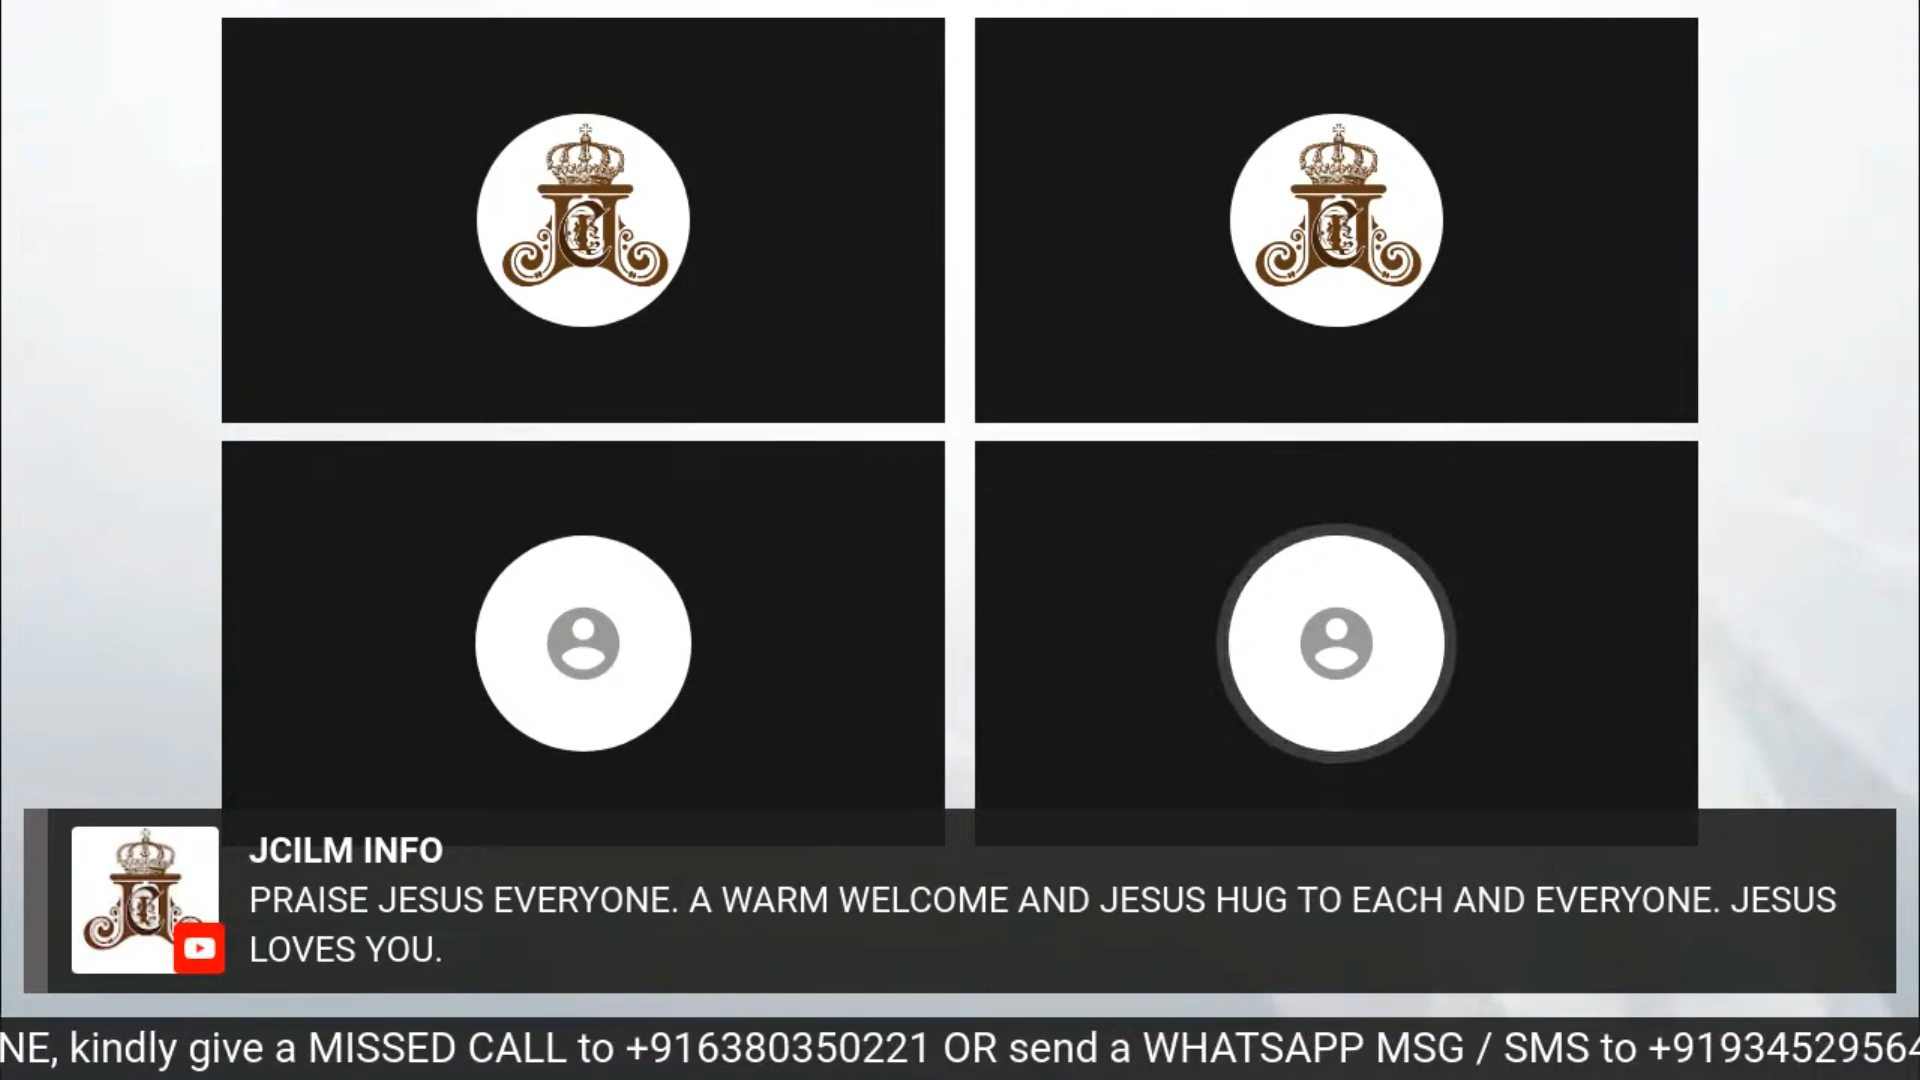 JCILM INFO
PRAISE JESUS EVERYONE. A WARM WELCOME AND JESUS HUG TO EACH AND EVERYONE. JESUS
LOVES YOU.
NE, kindly give a MISSED CALL to +916380350221 OR send a WHATSAPP MSG / SMS to +91934529564